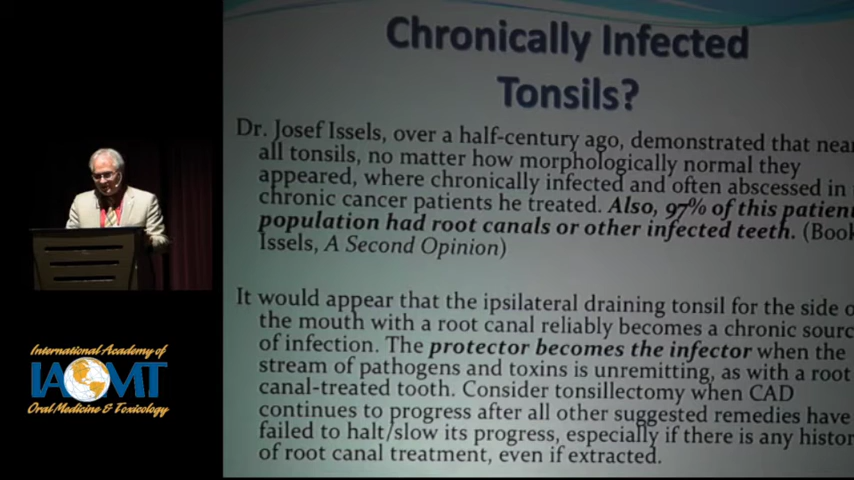 Chronically Infected
Tonsils?
Dr. Josef Issels, over a half-century ago, demonstrated that
all tonsils, no matter how morphologically normal they
appeared, where chronically infected and often abscessed in
chronic cancer patients he treated. Also, 97% of this
population had root canals or other infected teeth.
Issels, A Second Opinion)
It would appear that the ipsilateral draining tonsil for the side
the mouth with a root canal reliably becomes a chronic
of infection. The protector becomes the infector when the
stream of pathogens and toxins is unremitting, as with a root
canal-treated tooth. Consider tonsillectomy when CAD
continues to progress after all other suggested remedies have
failed to halt/slow its progress, especially if there is any
of root canal treatment, even if extracted.
International Academy of
IAOMT
Oral Medicine & Toxicology